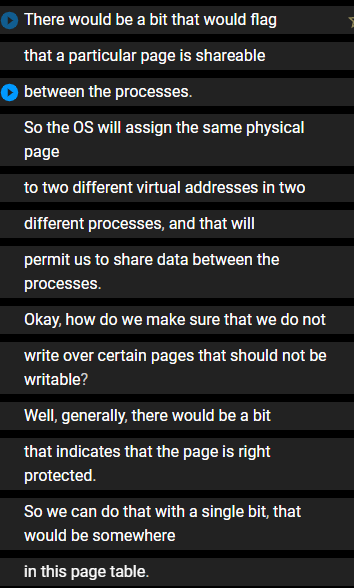 There would be a bit that would flag
that a particular page is shareable
between the processes.
So the OS will assign the same physical
page
to two different virtual addresses in two
different processes, and that will
permit us to share data between the
processes.
Okay, how do we make sure that we do not
write over certain pages that should not be
writable?
Well, generally, there would be a bit
that indicates that the page is right
protected.
So we can do that with a single bit, that
would be somewhere
in this page table.